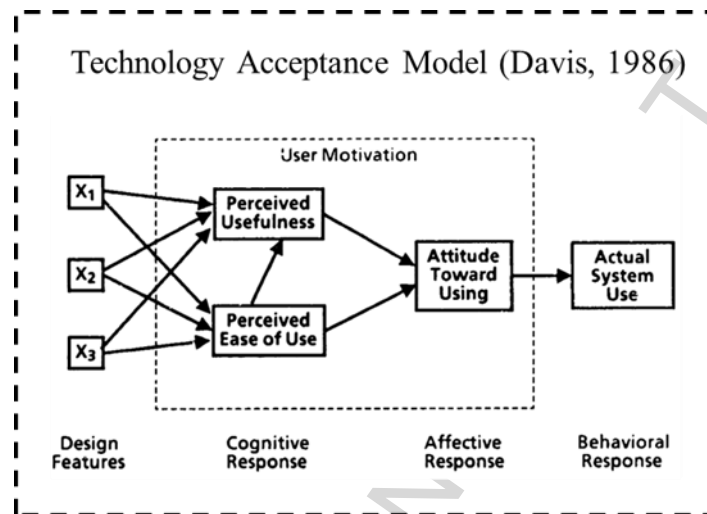 Technology Acceptance Model (Davis, 1986)
User Motivation
X1
Perceived
Usefulness
X2
Attitude
Toward
Using
Actual
System
Use
X3
Perceived
Ease of Use
Design
Features
Cognitive
Response
Affective
Response
Behavioral
Response
T
N